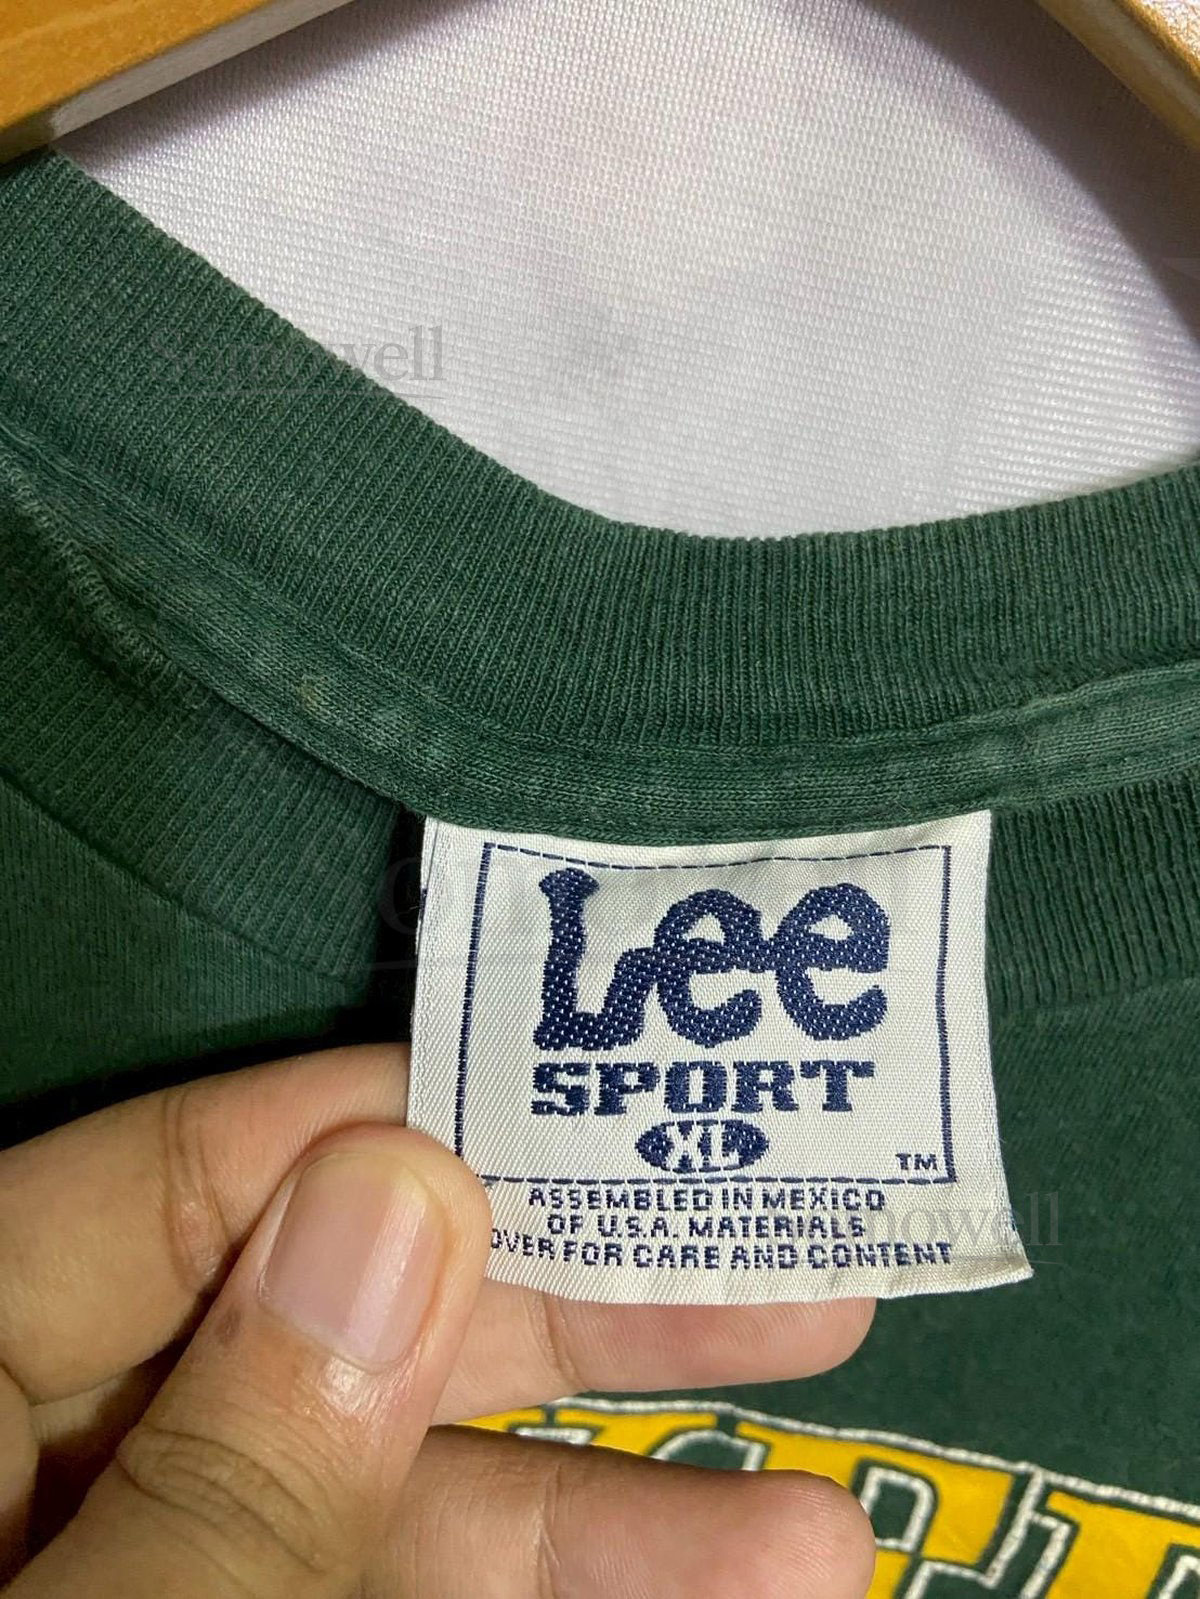 Lee
SPORT
XL
TM
ASSEMBLED IN MEXICO
OF U.S.A. MATERIALS
OVER FOR CARE AND CONTENT